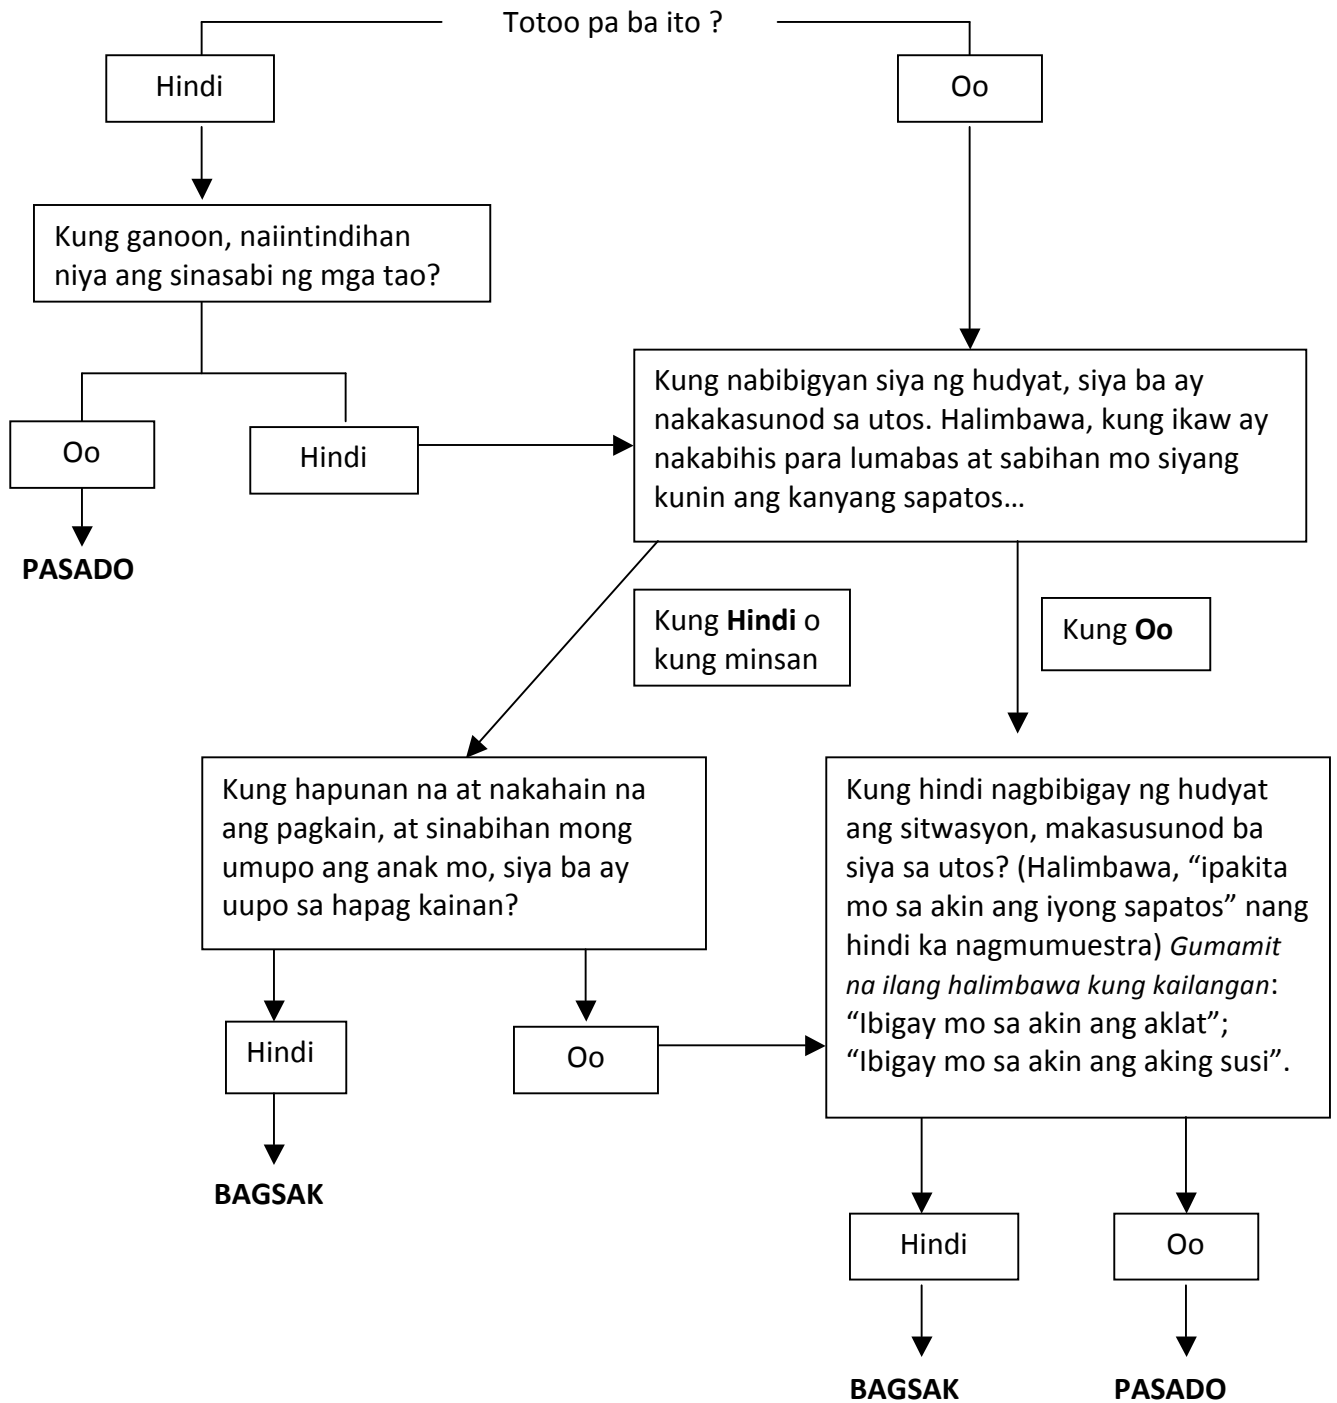 Totoo pa ba ito ?
Hindi
Oo
Kung ganoon, naiintindihan
niya ang sinasabi ng mga tao?
Oo
Hindi
PASADO
Kung nabibigyan siya ng hudyat, siya ba ay
nakakasunod sa utos. Halimbawa, kung ikaw ay
nakabihis para lumabas at sabihan mo siyang
kunin ang kanyang sapatos…
Kung Hindi o
kung minsan
Kung Oo
Kung hapunan na at nakahain na
ang pagkain, at sinabihan mong
umupo ang anak mo, siya ba ay
uupo sa hapag kainan?
Hindi
Oo
BAGSAK
Kung hindi nagbibigay ng hudyat
ang sitwasyon, makasusunod ba
siya sa utos? (Halimbawa, “ipakita
mo sa akin ang iyong sapatos” nang
hindi ka nagmumuestra) Gumamit
na ilang halimbawa kung kailangan:
“Ibigay mo sa akin ang aklat”;
“Ibigay mo sa akin ang aking susi”.
Hindi
Oo
BAGSAK
PASADO